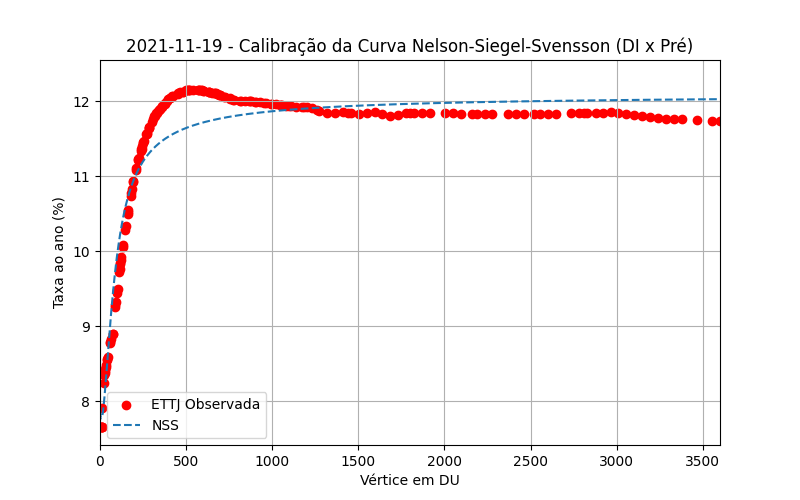 2021-11-19 - Calibração da Curva Nelson-Siegel-Svensson (DI x Pré)
Taxa ao ano (%)
12
11
10
9
8
ETTJ Observada
NSS
0
500
1000
1500
2000
2500
3000
3500
Vértice em DU